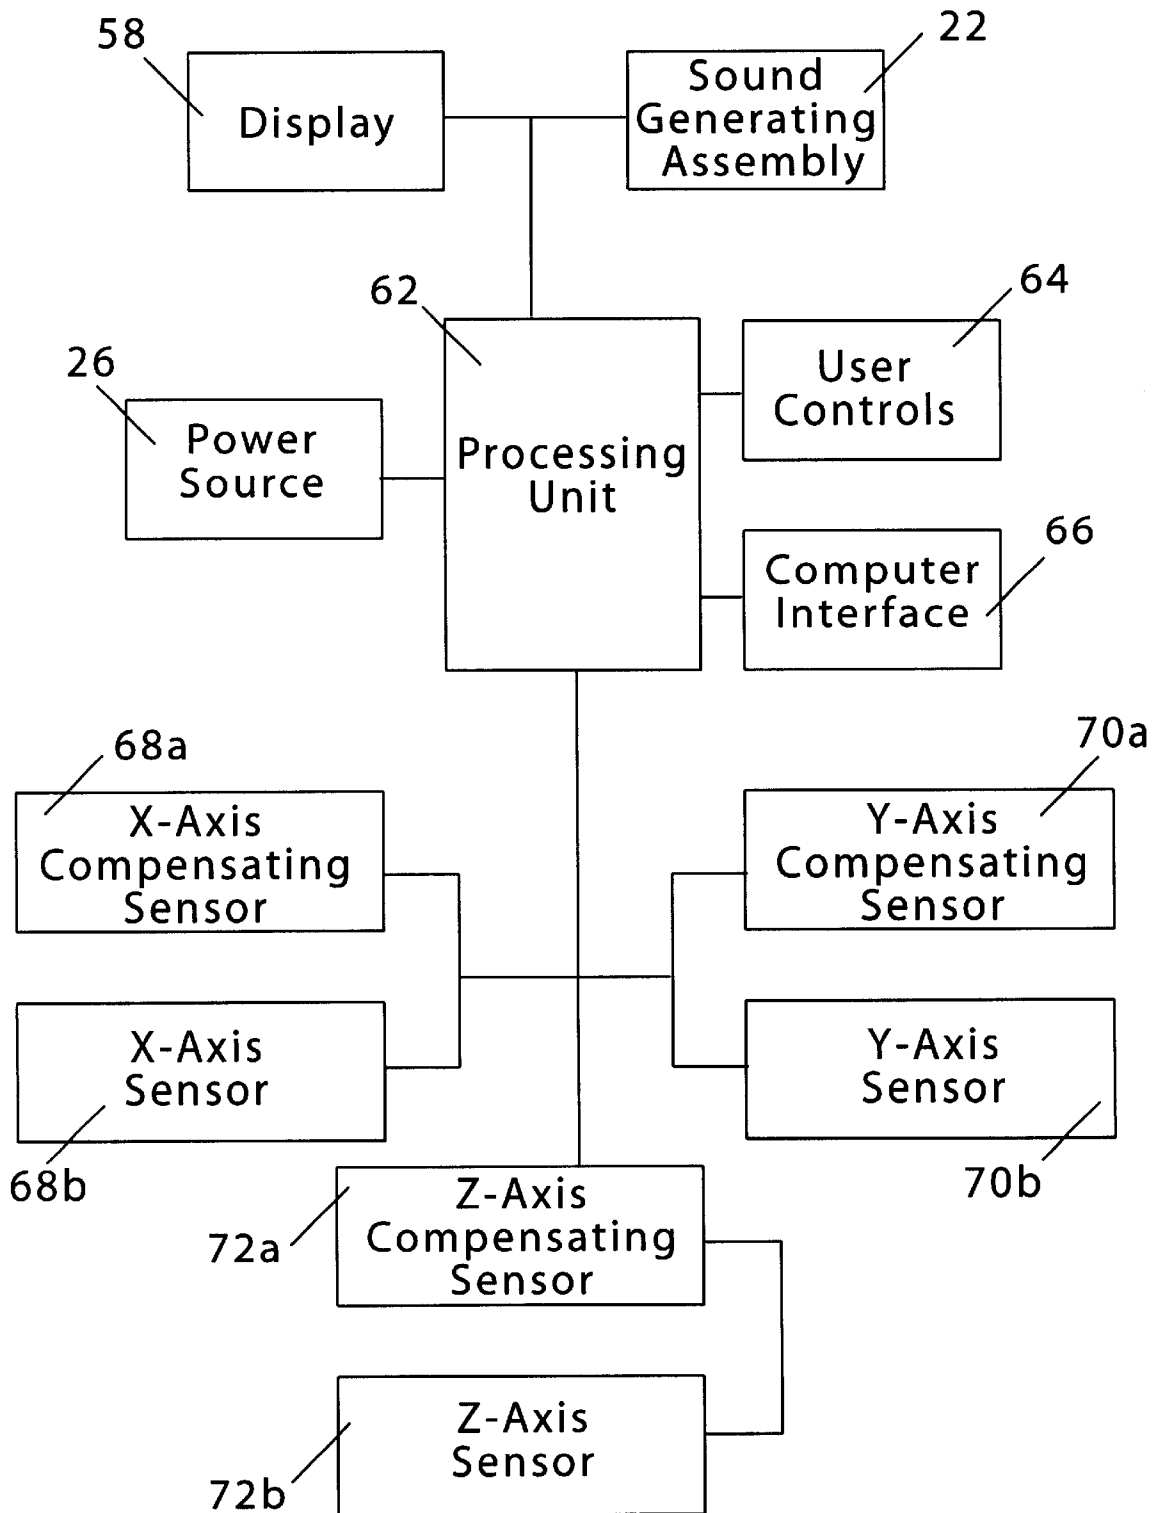 58
22
Display
Sound
Generating
Assembly
62
64
26
User
Controls
Power
Source
Processing
Unit
66
Computer
Interface
68a
70a
X-Axis
Compensating
Sensor
Y-Axis
Compensating
Sensor
X-Axis
Sensor
Y-Axis
Sensor
68b
70b
72a
Z-Axis
Compensating
Sensor
Z-Axis
Sensor
72b